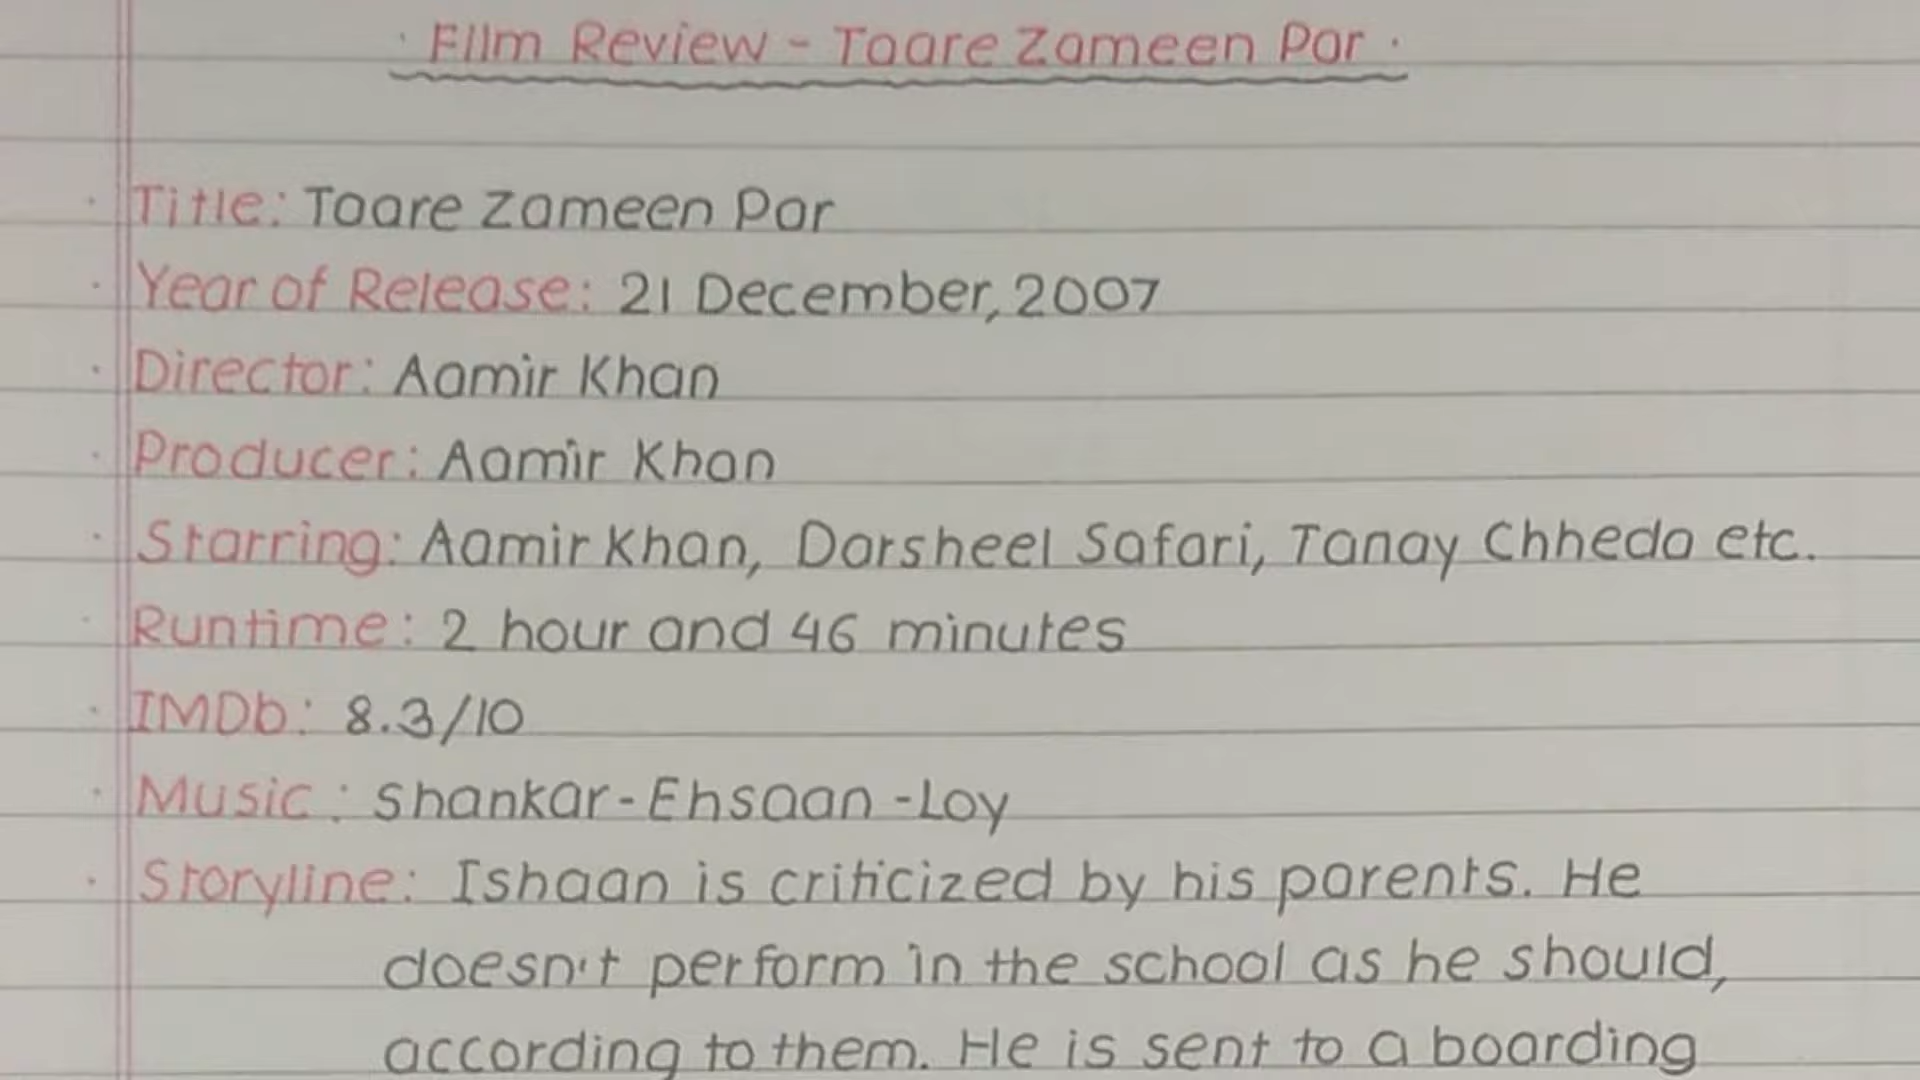 Film Review - Taare Zameen Par
Title: Taare Zameen Par
Year of Release: 21 December, 2007
Director: Aamir Khan
Producer: Aamir Khan
Starring: Aamir Khan, Darsheel Safari, Tanay Chheda etc.
Runtime: 2 hour and 46 minutes
IMDb: 8.3/10
Music: Shankar-Ehsaan-Loy
Storyline: Ishaan is criticized by his parents. He
doesn't perform in the school as he should,
according to them. He is sent to a boarding